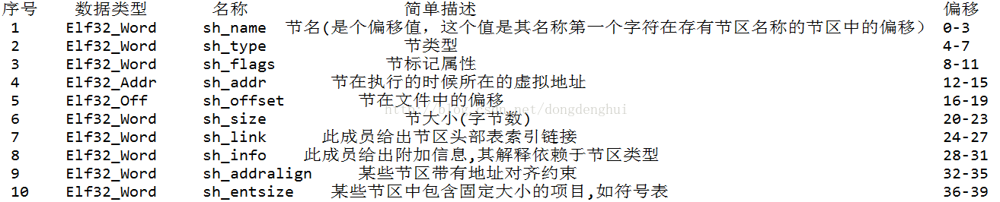 序号 数据类型 名称 简单描述 偏移
1 Elf32_Word sh_name 节名(是个偏移值，这个值是其名称第一个字符在存有节区名称的节区中的偏移） 0-3
2 Elf32_Word sh_type 节类型 4-7
3 Elf32_Word sh_flags 节标记属性 8-11
4 Elf32_Addr sh_addr 节在执行的时候所在的虚拟地址 12-15
5 Elf32_Off sh_offset 节在文件中的偏移 16-19
http://blog.csdn.net/dongdenghui
6 Elf32_Word sh_size 节大小(字节数) 20-23
7 Elf32_Word sh_link 此成员给出节区头部表索引链接 24-27
8 Elf32_Word sh_info 此成员给出附加信息,其解释依赖于节区类型 28-31
9 Elf32_Word sh_addralign 某些节区带有地址对齐约束 32-35
10 Elf32_Word sh_entsize 某些节区中包含固定大小的项目,如符号表 36-39